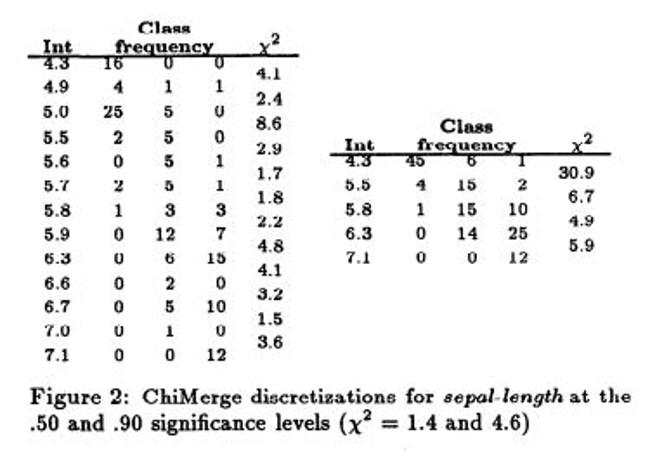 Class
Int frequency χ²
4.3 16 0 0
4.1
4.9 4 1 1
2.4
5.0 25 5 0
8.6
5.5 2 5 0
2.9
5.6 0 5 1
1.7
5.7 2 5 1
1.8
5.8 1 3 3
2.2
5.9 0 12 7
4.8
6.3 0 6 15
4.1
6.6 0 2 0
3.2
6.7 0 5 10
1.5
7.0 0 1 0
3.6
7.1 0 0 12
Class
Int frequency χ²
4.3 45 6 1
30.9
5.5 4 15 2
6.7
5.8 1 15 10
4.9
6.3 0 14 25
5.9
7.1 0 0 12
Figure 2: ChiMerge discretizations for sepal-length at the
.50 and .90 significance levels (χ² = 1.4 and 4.6)